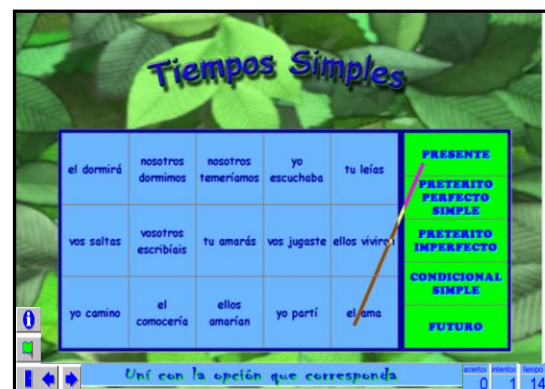 Tiempos Simples
el dormirá
nosotros
dormimos
nosotros
temeríamos
yo
escuchaba
tu leías
PRESENTE
PRETERITO
PERFECTO
SIMPLE
vos saltas
vosotros
escribíais
tu amarás
vos jugaste
ellos
PRETERITO
IMPERFECTO
CONDICIONAL
SIMPLE
yo camino
el
comocería
ellos
amarían
yo partí
el ama
FUTURO
Uní con la opción que corresponda
aciertos
0
intentos
1
tiempo
14